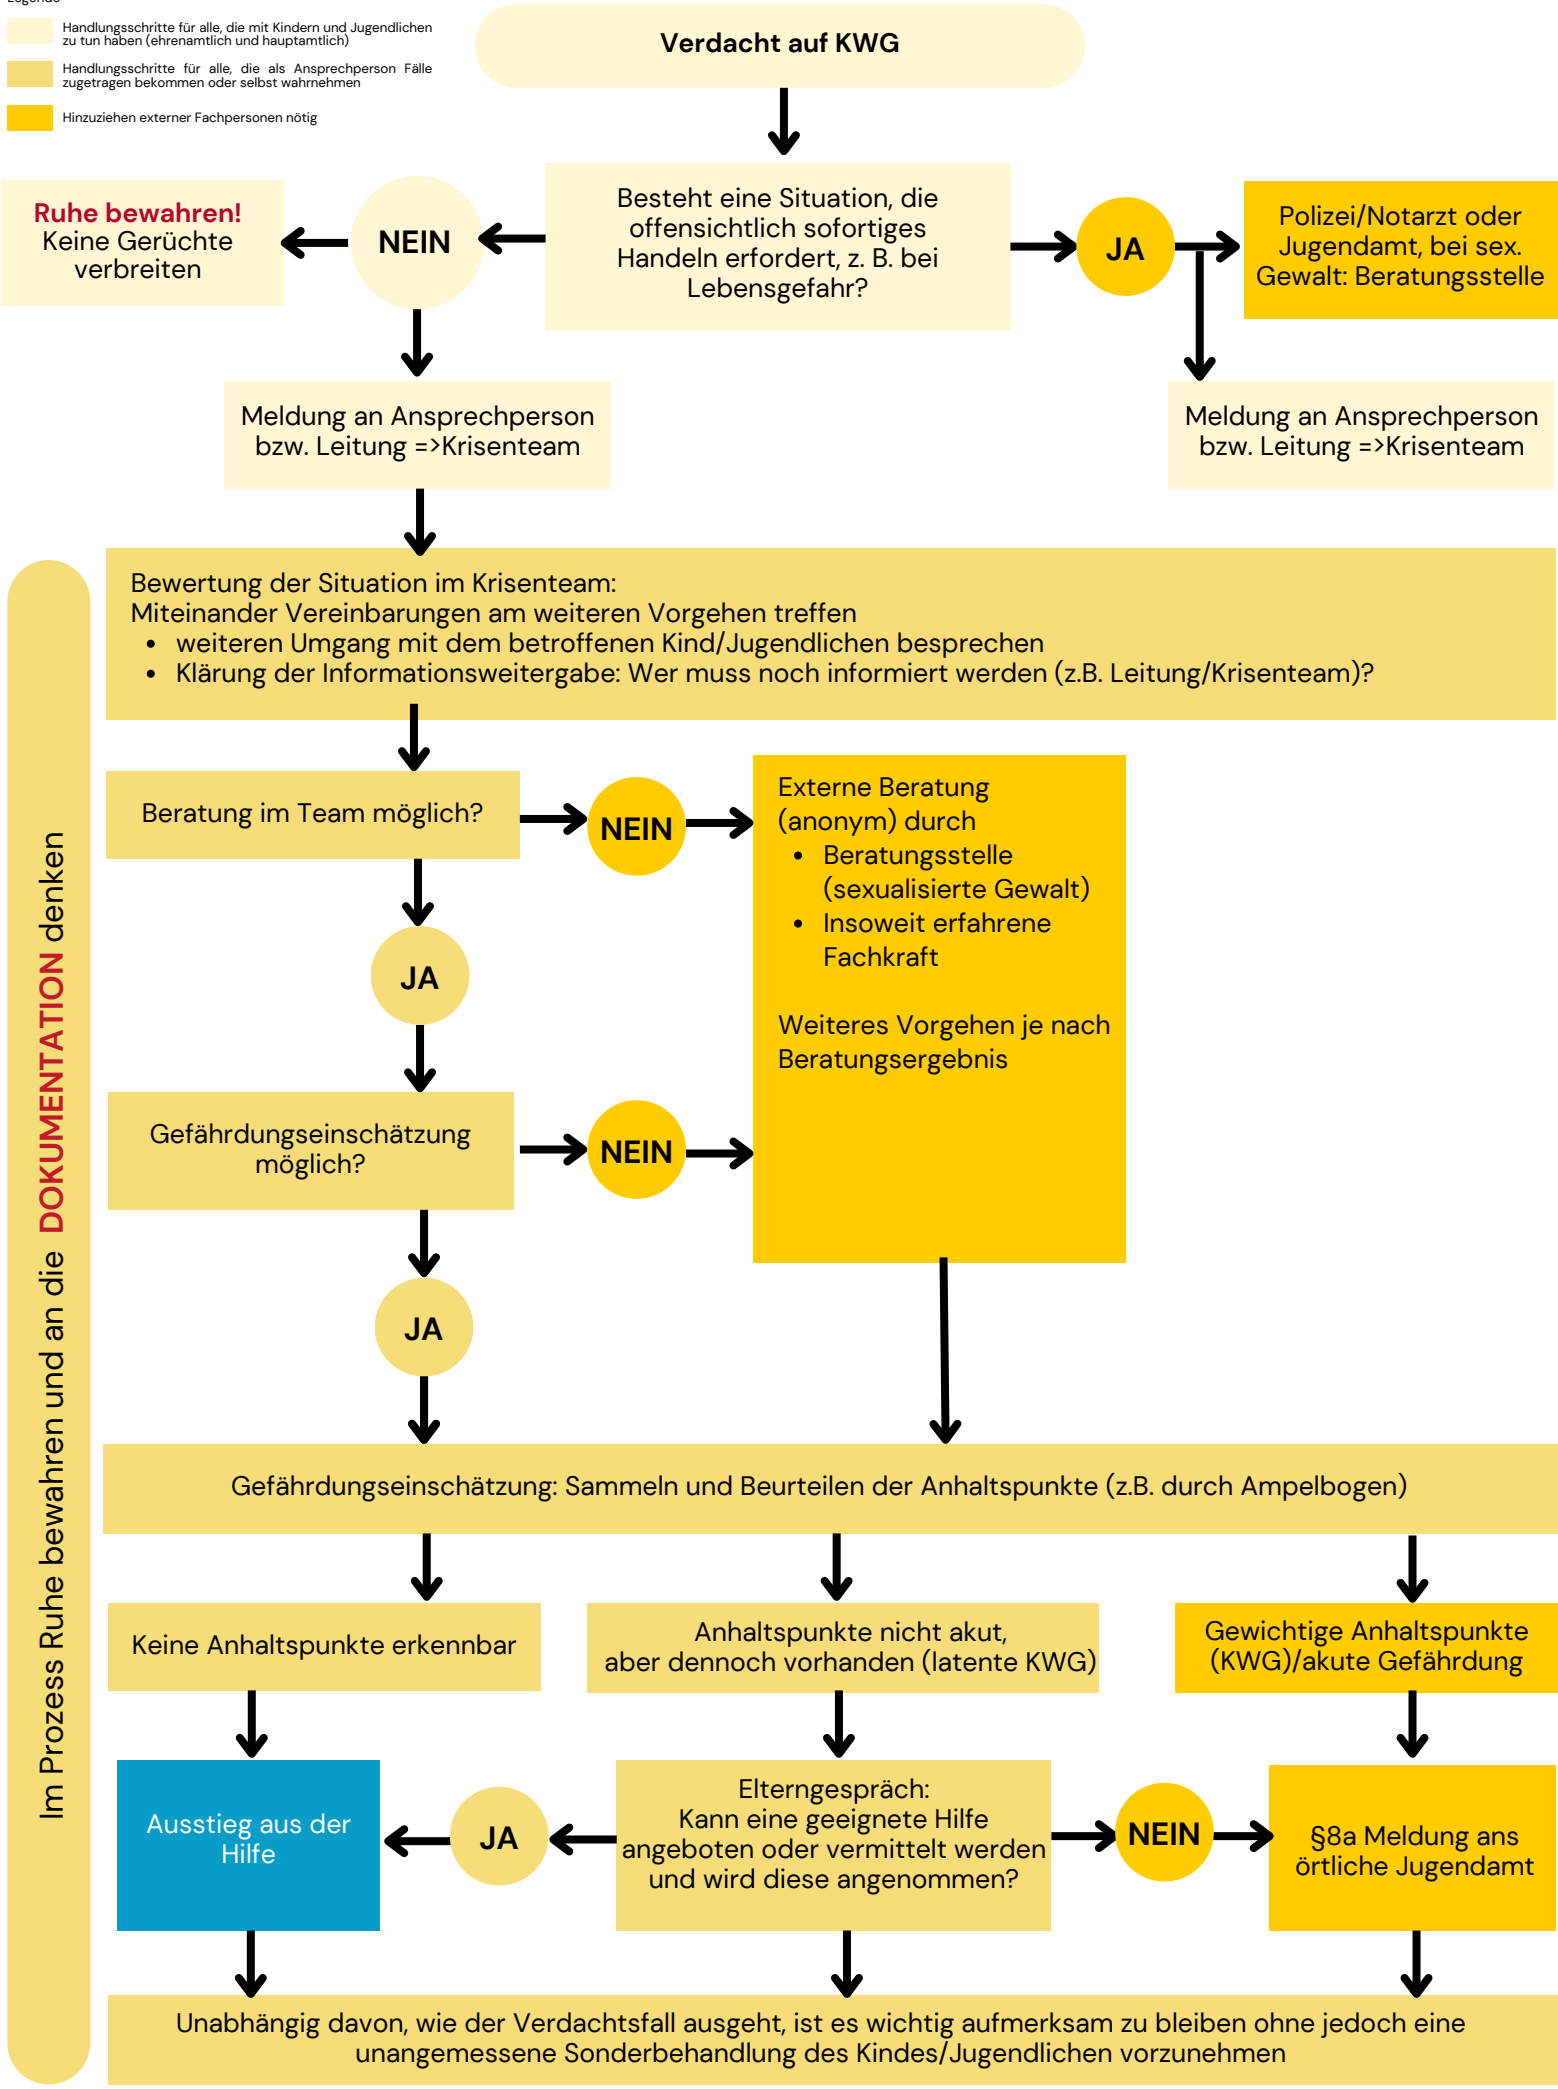 Legende
Handlungsschritte für alle, die mit Kindern und Jugendlichen
zu tun haben (ehrenamtlich und hauptamtlich)
Handlungsschritte für alle, die als Ansprechperson Fälle
zugetragen bekommen oder selbst wahrnehmen
Hinzuziehen externer Fachpersonen nötig
Verdacht auf KWG
Besteht eine Situation, die
offensichtlich sofortiges
Handeln erfordert, z. B. bei
Lebensgefahr?
NEIN
Ruhe bewahren!
Keine Gerüchte
verbreiten
JA
Polizei/Notarzt oder
Jugendamt, bei sex.
Gewalt: Beratungsstelle
Meldung an Ansprechperson
bzw. Leitung =>Krisenteam
Meldung an Ansprechperson
bzw. Leitung =>Krisenteam
Im Prozess Ruhe bewahren und an die DOKUMENTATION denken
Bewertung der Situation im Krisenteam:
Miteinander Vereinbarungen am weiteren Vorgehen treffen
• weiteren Umgang mit dem betroffenen Kind/Jugendlichen besprechen
• Klärung der Informationsweitergabe: Wer muss noch informiert werden (z.B. Leitung/Krisenteam)?
Beratung im Team möglich?
NEIN
Externe Beratung
(anonym) durch
• Beratungsstelle
(sexualisierte Gewalt)
• Insoweit erfahrene
Fachkraft
Weiteres Vorgehen je nach
Beratungsergebnis
JA
Gefährdungseinschätzung
möglich?
NEIN
JA
Gefährdungseinschätzung: Sammeln und Beurteilen der Anhaltspunkte (z.B. durch Ampelbogen)
Keine Anhaltspunkte erkennbar
Anhaltspunkte nicht akut,
aber dennoch vorhanden (latente KWG)
Gewichtige Anhaltspunkte
(KWG)/akute Gefährdung
Ausstieg aus der
Hilfe
JA
Elterngespräch:
Kann eine geeignete Hilfe
angeboten oder vermittelt werden
und wird diese angenommen?
NEIN
§8a Meldung ans
örtliche Jugendamt
Unabhängig davon, wie der Verdachtsfall ausgeht, ist es wichtig aufmerksam zu bleiben ohne jedoch eine
unangemessene Sonderbehandlung des Kindes/Jugendlichen vorzunehmen